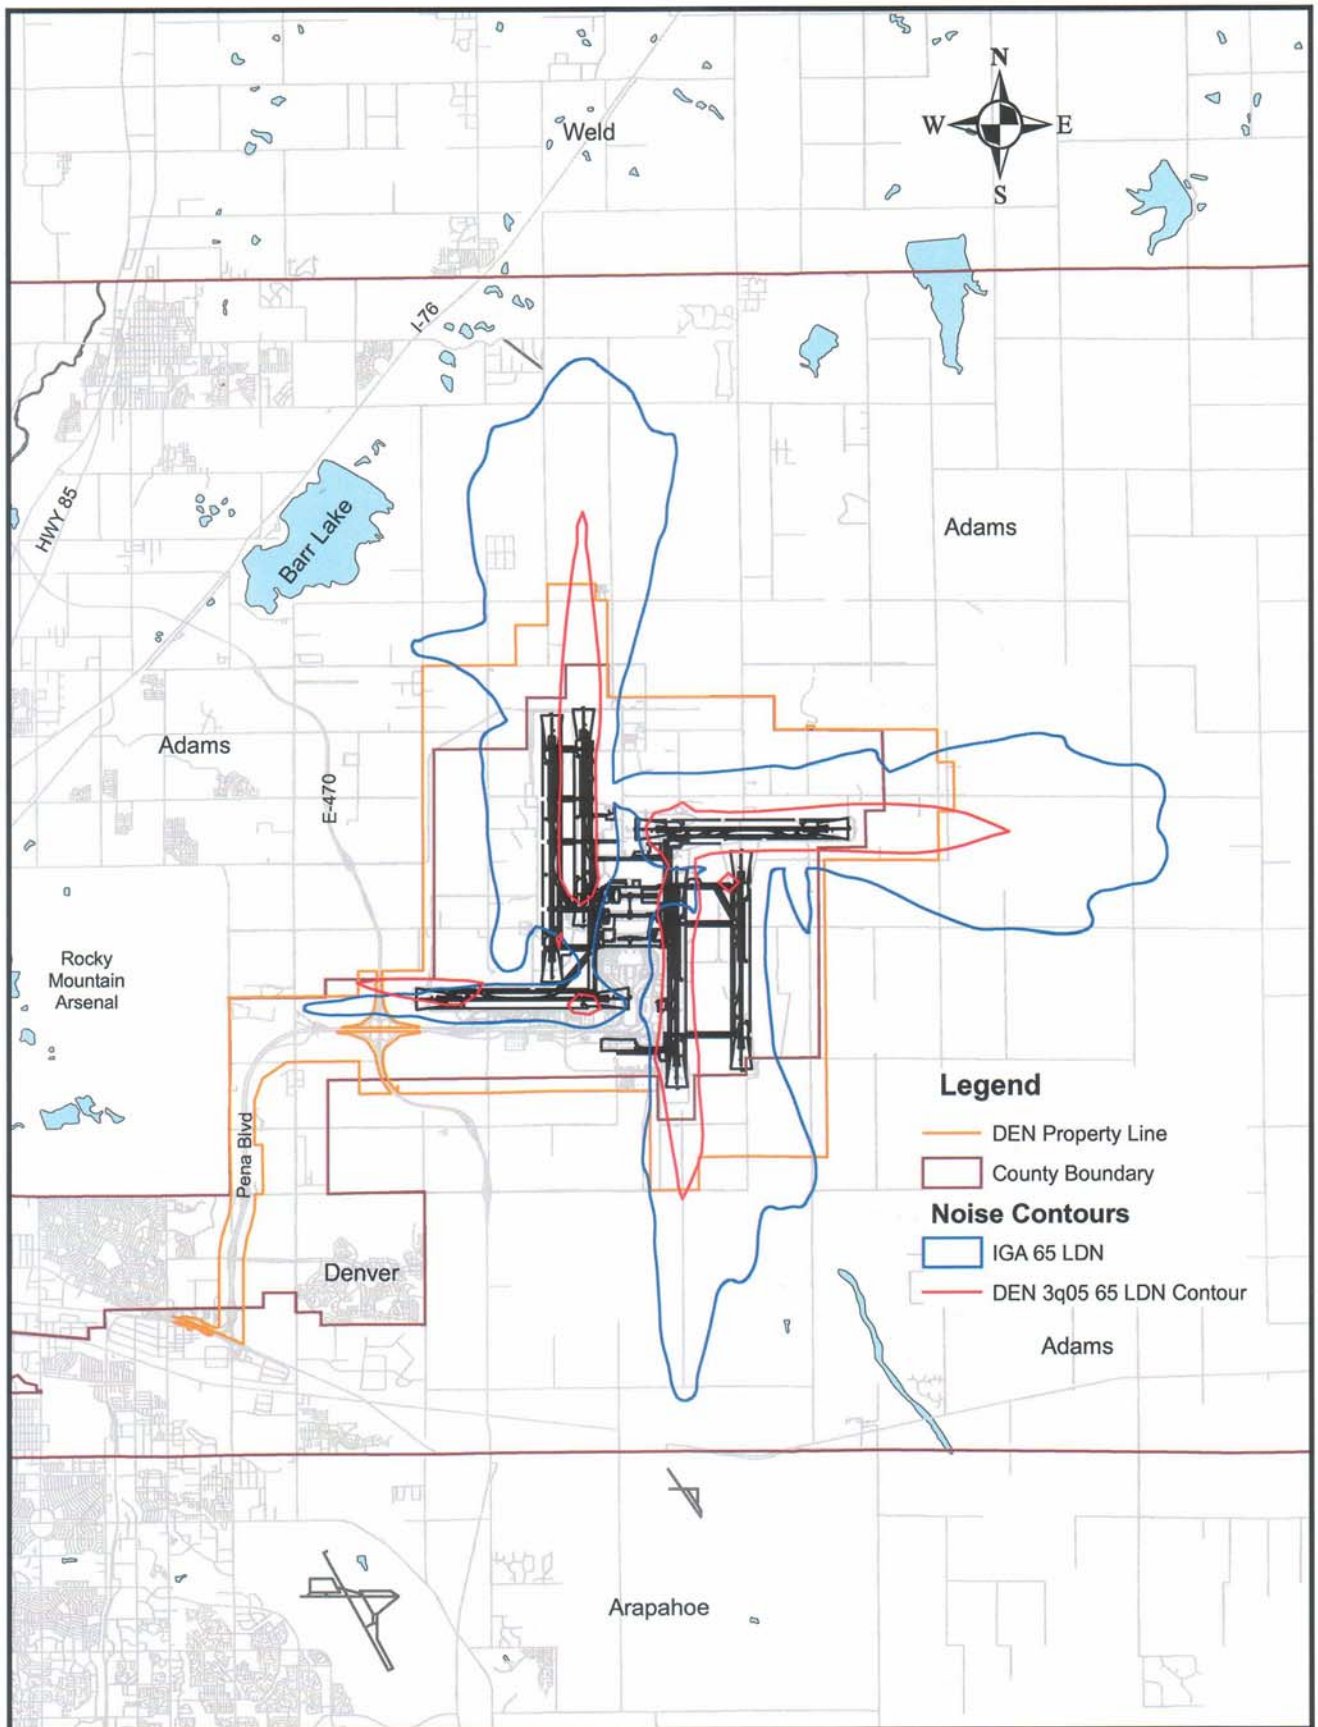 N
W
E
S
Weld
I-76
HWY 85
Barr Lake
Adams
Adams
E-470
Rocky
Mountain
Arsenal
Pena Blvd
Denver
Legend
DEN Property Line
County Boundary
Noise Contours
IGA 65 LDN
DEN 3q05 65 LDN Contour
Adams
Arapahoe